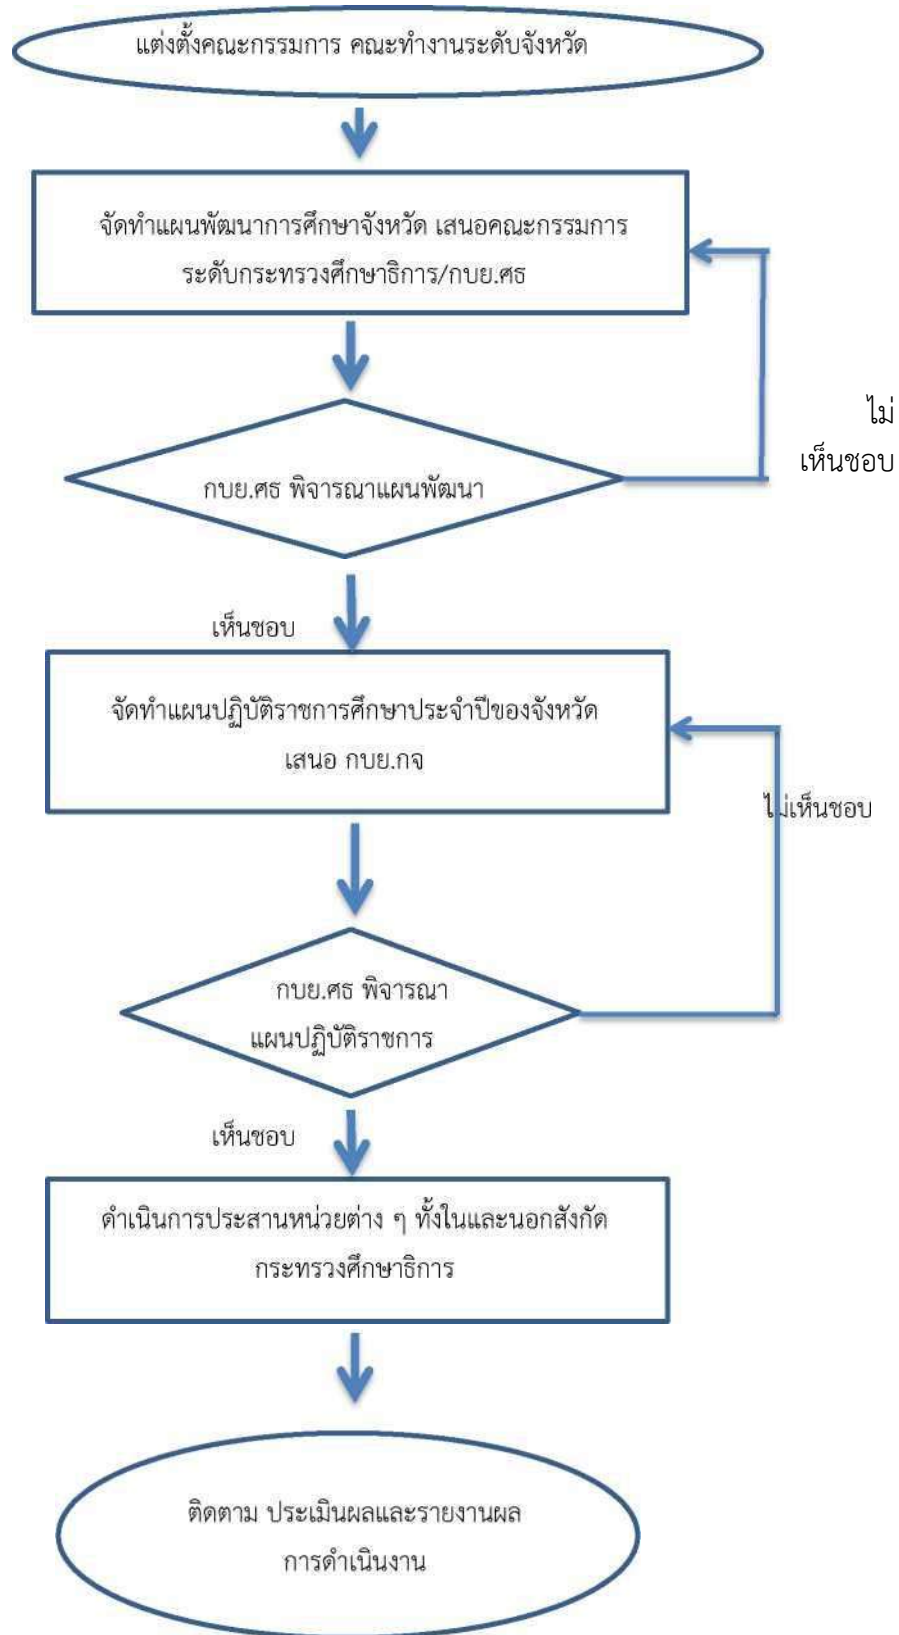 แต่งตั้งคณะกรรมการ คณะทำงานระดับจังหวัด
จัดทำแผนพัฒนาการศึกษาจังหวัด เสนอคณะกรรมการ
ระดับกระทรวงศึกษาธิการ/กบย.ศธ
ไม่
เห็นชอบ
กบย.ศธ พิจารณาแผนพัฒนา
เห็นชอบ
จัดทำแผนปฏิบัติราชการศึกษาประจำปีของจังหวัด
เสนอ กบย.กจ
ไม่เห็นชอบ
กบย.ศธ พิจารณา
แผนปฏิบัติราชการ
เห็นชอบ
ดำเนินการประสานหน่วยต่าง ๆ ทั้งในและนอกสังกัด
กระทรวงศึกษาธิการ
ติดตาม ประเมินผลและรายงานผล
การดำเนินงาน